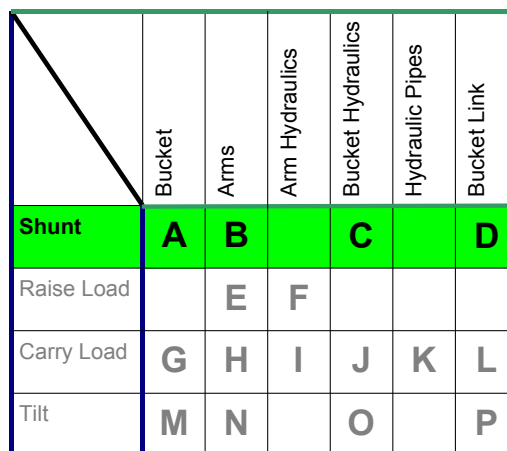 Bucket
Arms
Arm Hydraulics
Bucket Hydraulics
Hydraulic Pipes
Bucket Link
Shunt A B C D
Raise Load E F
Carry Load G H I J K L
Tilt M N O P